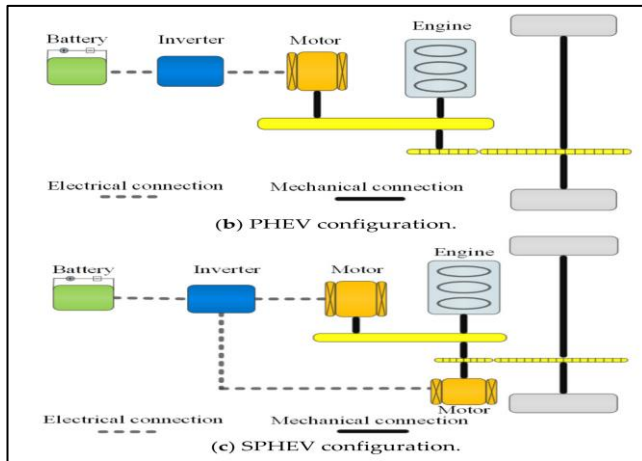 Battery Inverter Motor Engine
Electrical connection Mechanical connection
(b) PHEV configuration.
Battery Inverter Motor Engine
Motor
Electrical connection Mechanical connection
(c) SPHEV configuration.